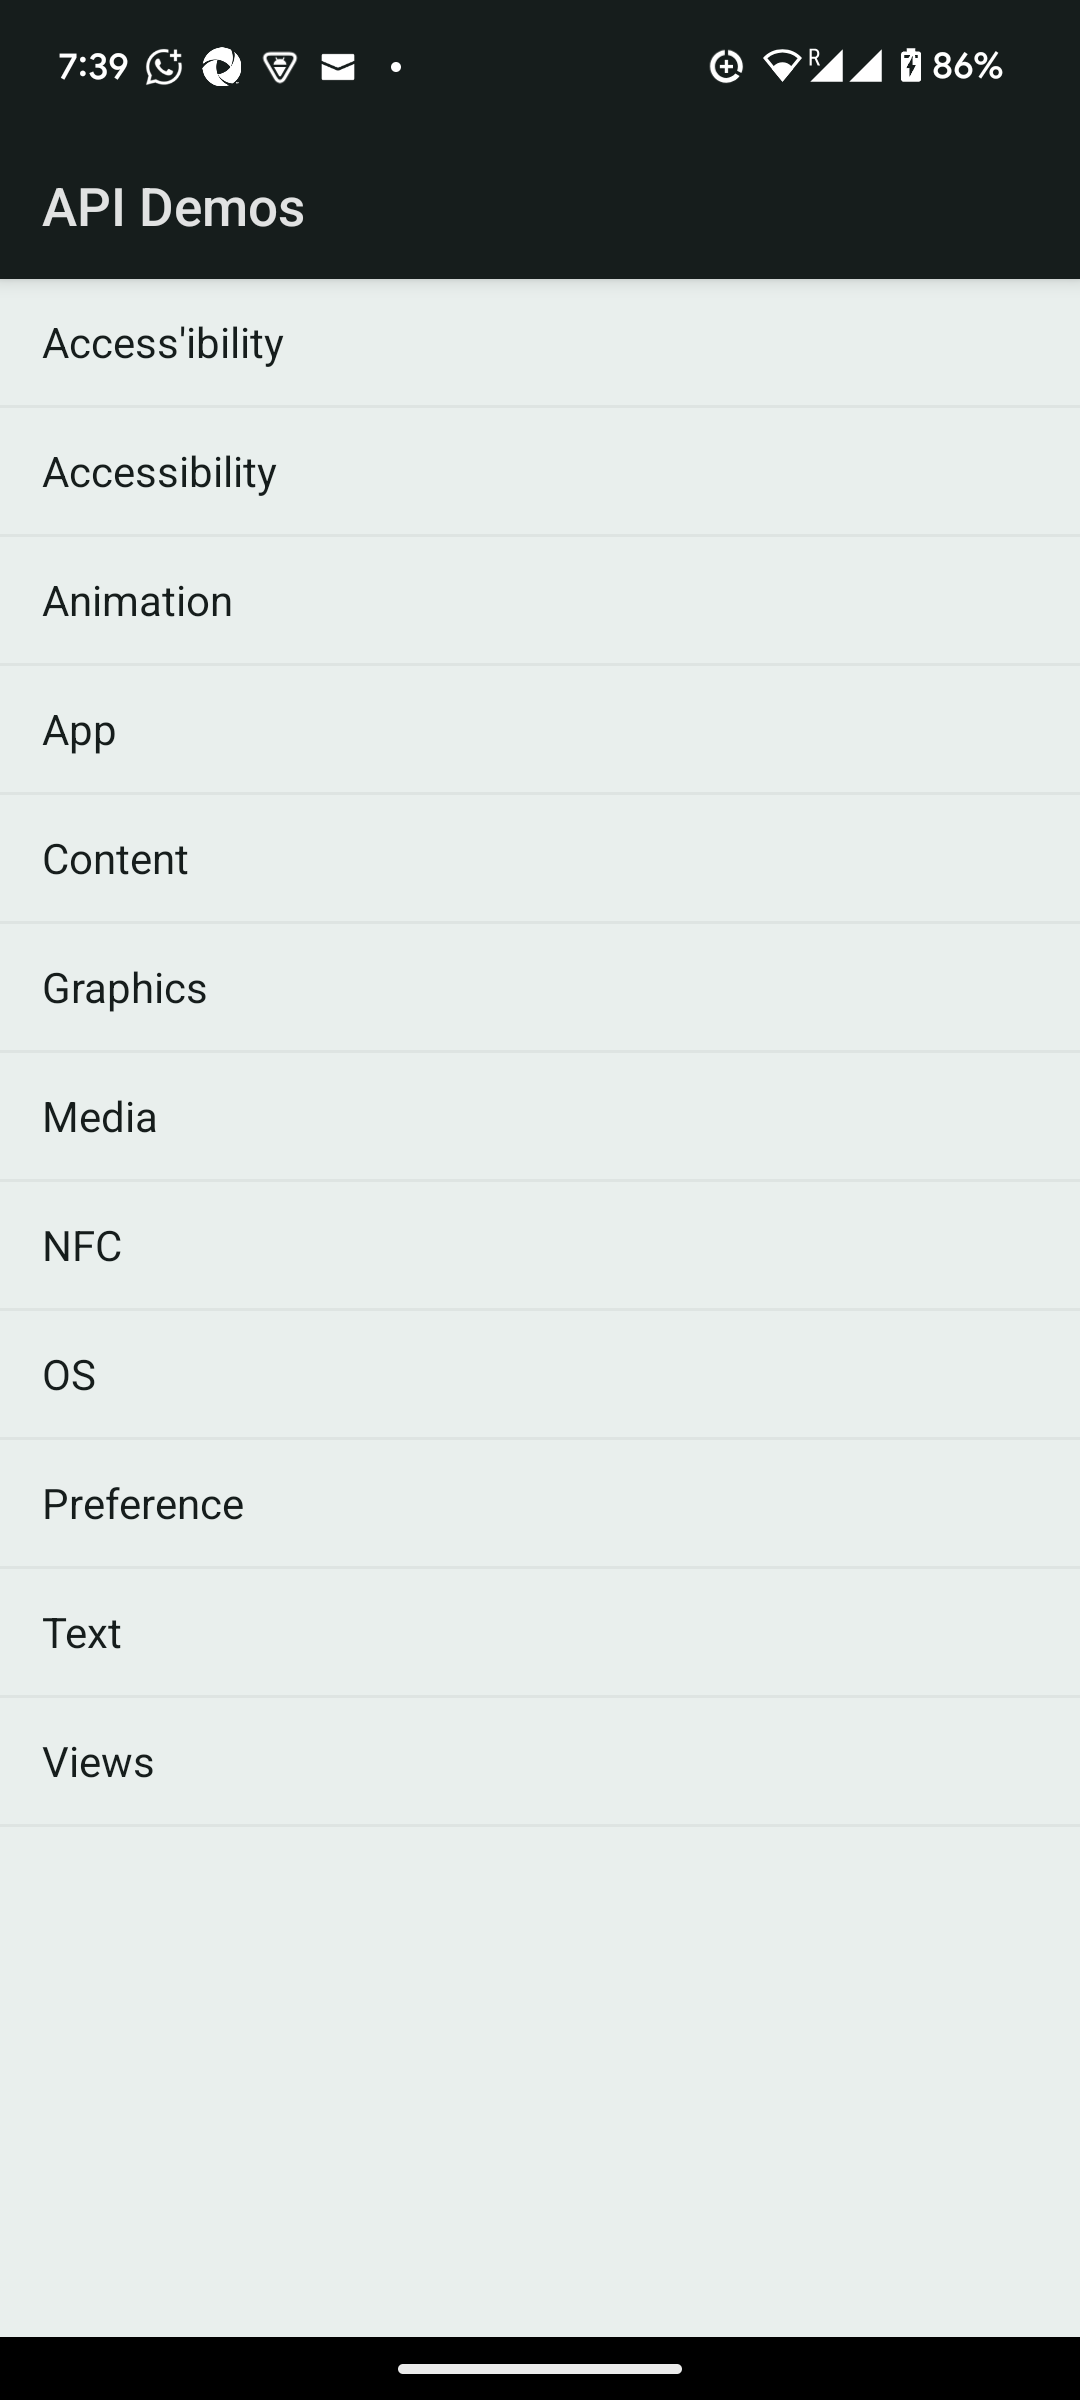 7:39 R 86%
API Demos
Access'ibility
Accessibility
Animation
App
Content
Graphics
Media
NFC
OS
Preference
Text
Views